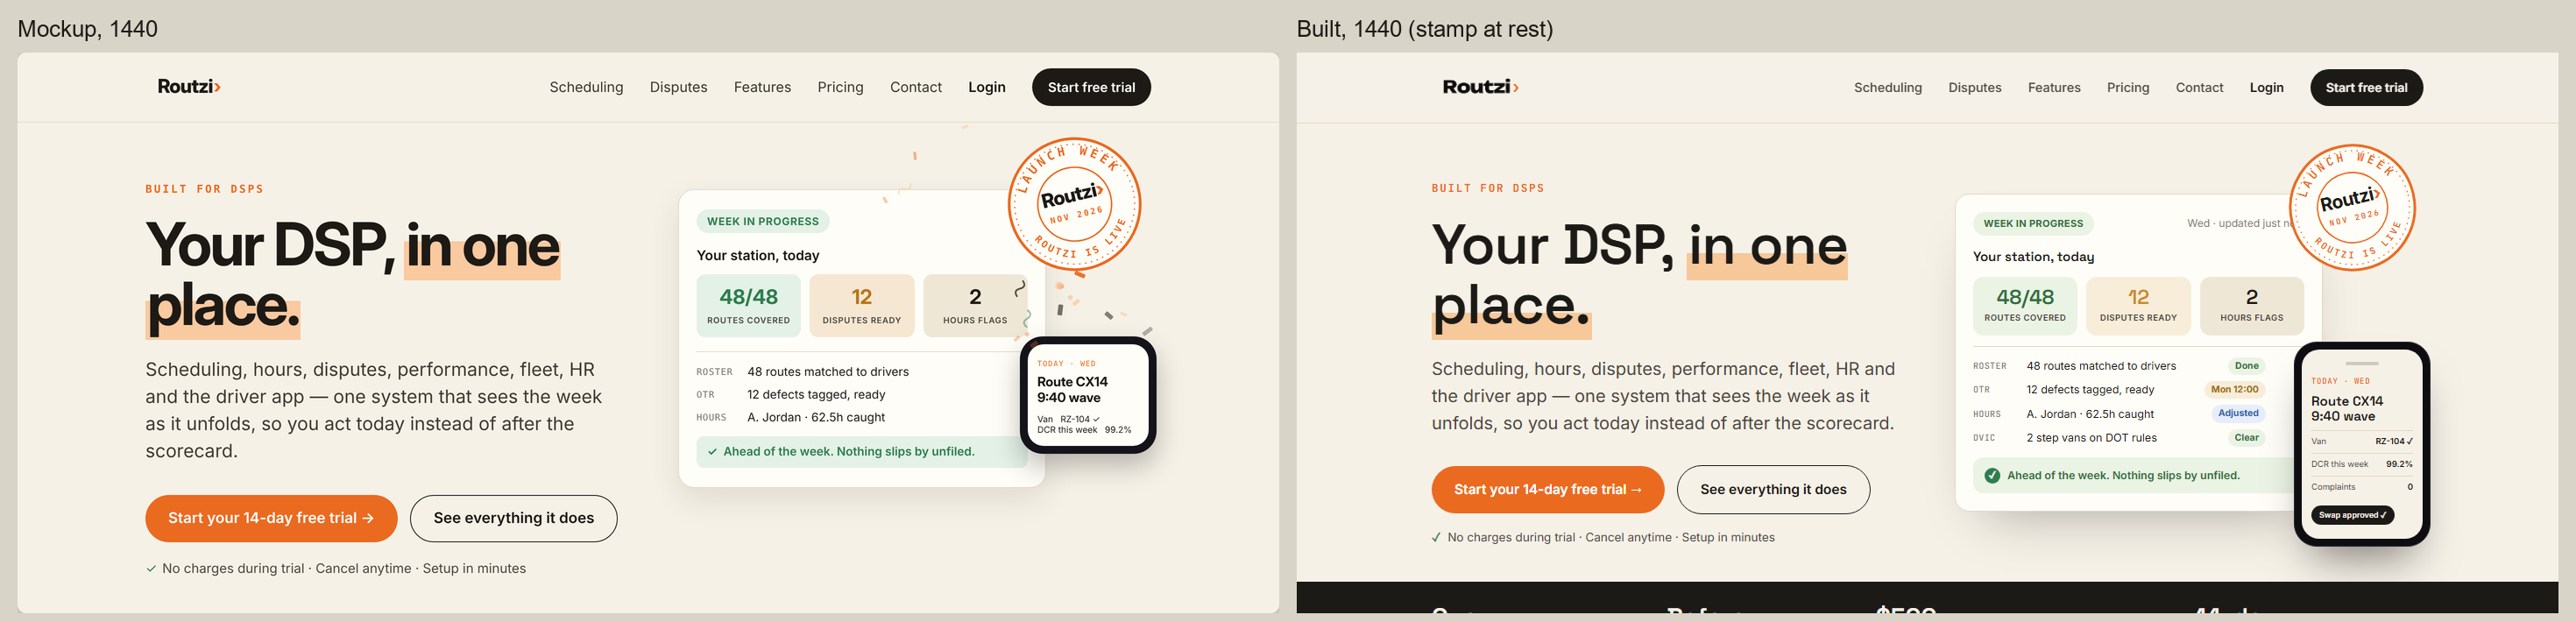 Mockup, 1440
Routzi›
Scheduling Disputes Features Pricing Contact Login Start free trial
BUILT FOR DSPS
Your DSP, in one
place.
Scheduling, hours, disputes, performance, fleet, HR
and the driver app — one system that sees the week
as it unfolds, so you act today instead of after the
scorecard.
Start your 14-day free trial → See everything it does
✓ No charges during trial · Cancel anytime · Setup in minutes
LAUNCH WEEK
Routzi›
NOV 2026
ROUTZI IS LIVE
WEEK IN PROGRESS
Your station, today
48/48 12 2
ROUTES COVERED DISPUTES READY HOURS FLAGS
ROSTER 48 routes matched to drivers
OTR 12 defects tagged, ready
HOURS A. Jordan · 62.5h caught
✓ Ahead of the week. Nothing slips by unfiled.
TODAY · WED
Route CX14
9:40 wave
Van RZ-104 ✓
DCR this week 99.2%
Built, 1440 (stamp at rest)
Routzi›
Scheduling Disputes Features Pricing Contact Login Start free trial
BUILT FOR DSPS
Your DSP, in one
place.
Scheduling, hours, disputes, performance, fleet, HR and
the driver app — one system that sees the week as it
unfolds, so you act today instead of after the scorecard.
Start your 14-day free trial → See everything it does
✓ No charges during trial · Cancel anytime · Setup in minutes
LAUNCH WEEK
Routzi›
NOV 2026
ROUTZI IS LIVE
WEEK IN PROGRESS Wed · updated just
Your station, today
48/48 12 2
ROUTES COVERED DISPUTES READY HOURS FLAGS
ROSTER 48 routes matched to drivers Done
OTR 12 defects tagged, ready Mon 12:00
HOURS A. Jordan · 62.5h caught Adjusted
DVIC 2 step vans on DOT rules Clear
✓ Ahead of the week. Nothing slips by unfiled.
TODAY · WED
Route CX14
9:40 wave
Van RZ-104 ✓
DCR this week 99.2%
Complaints 0
Swap approved ✓